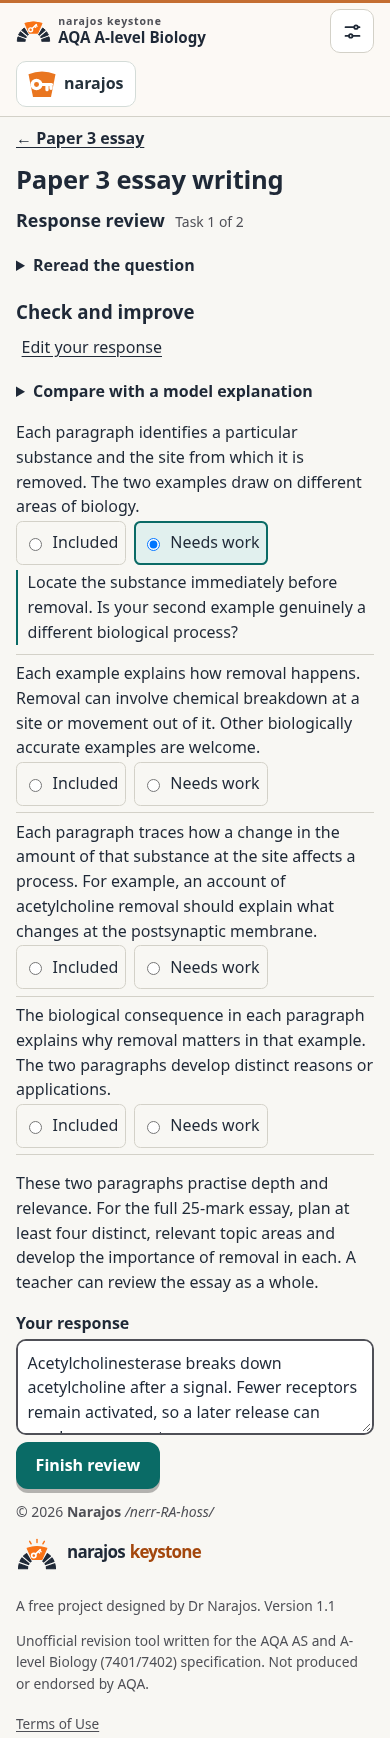 narajos keystone
AQA A-level Biology
narajos
← Paper 3 essay
Paper 3 essay writing
Response review Task 1 of 2
Reread the question
Check and improve
Edit your response
Compare with a model explanation
Each paragraph identifies a particular
substance and the site from which it is
removed. The two examples draw on different
areas of biology.
Included Needs work
Locate the substance immediately before
removal. Is your second example genuinely a
different biological process?
Each example explains how removal happens.
Removal can involve chemical breakdown at a
site or movement out of it. Other biologically
accurate examples are welcome.
Included Needs work
Each paragraph traces how a change in the
amount of that substance at the site affects a
process. For example, an account of
acetylcholine removal should explain what
changes at the postsynaptic membrane.
Included Needs work
The biological consequence in each paragraph
explains why removal matters in that example.
The two paragraphs develop distinct reasons or
applications.
Included Needs work
These two paragraphs practise depth and
relevance. For the full 25-mark essay, plan at
least four distinct, relevant topic areas and
develop the importance of removal in each. A
teacher can review the essay as a whole.
Your response
Acetylcholinesterase breaks down
acetylcholine after a signal. Fewer receptors
remain activated, so a later release can
Finish review
© 2026 Narajos /nerr-RA-hoss/
narajos keystone
A free project designed by Dr Narajos. Version 1.1
Unofficial revision tool written for the AQA AS and A-
level Biology (7401/7402) specification. Not produced
or endorsed by AQA.
Terms of Use